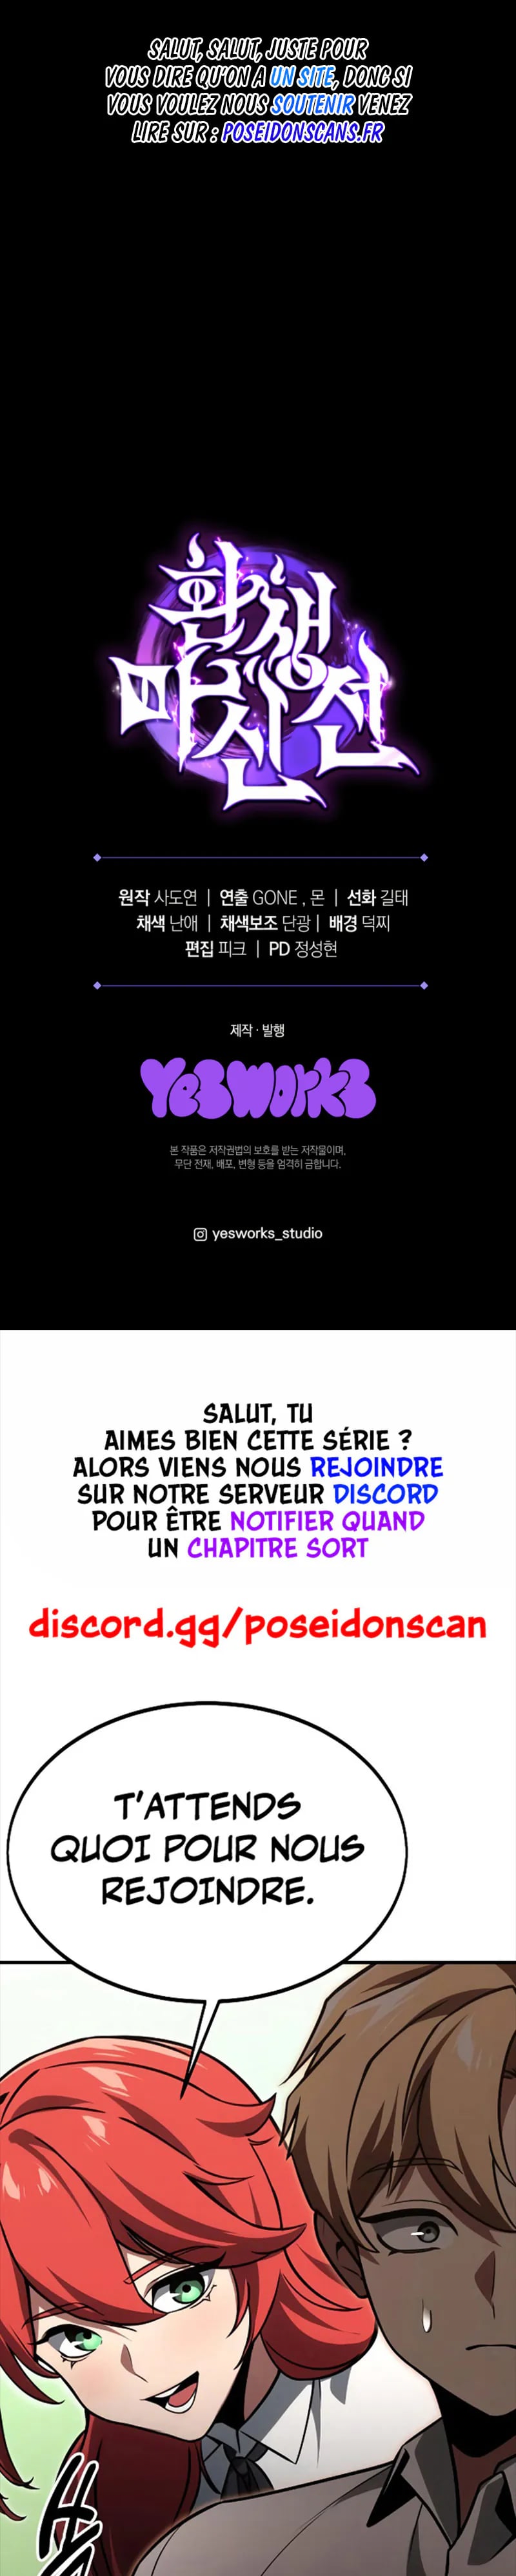 SALUT, SALUT, JUSTE POUR
VOUS DIRE QU'ON A UN SITE, DONC SI
VOUS VOULEZ NOUS SOUTENIR VENEZ
LIRE SUR : POSEIDONSCANS.FR
환생
마신전
원작 사도연 | 연출 GONE , 몬 | 선화 길태
채색 난애 | 채색보조 단광 | 배경 덕찌
편집 피크 | PD 정성현
제작 · 발행
YesWorks
본 작품은 저작권법의 보호를 받는 저작물이며,
무단 전재, 배포, 변형 등을 엄격히 금합니다.
yesworks_studio
SALUT, TU
AIMES BIEN CETTE SÉRIE ?
ALORS VIENS NOUS REJOINDRE
SUR NOTRE SERVEUR DISCORD
POUR ÊTRE NOTIFIER QUAND
UN CHAPITRE SORT
discord.gg/poseidonscan
T'ATTENDS
QUOI POUR NOUS
REJOINDRE.